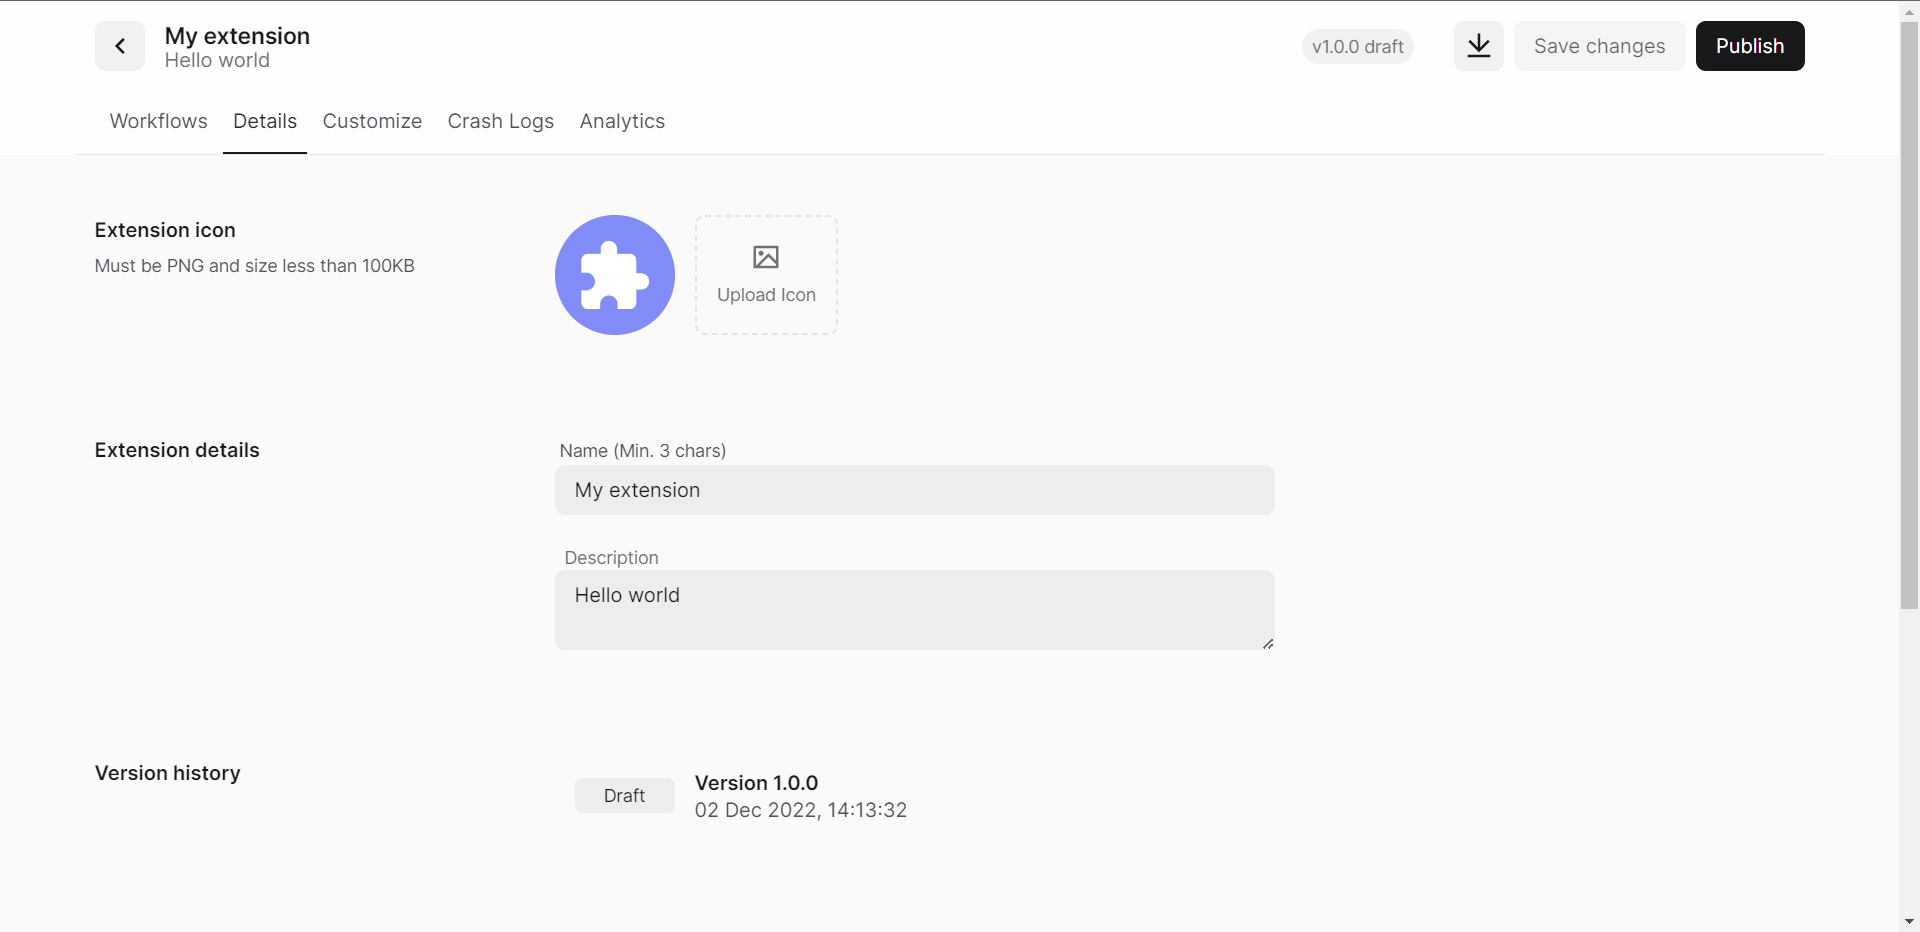 My extension
Hello world
v1.0.0 draft
Save changes
Publish
Workflows
Details
Customize
Crash Logs
Analytics
Extension icon
Must be PNG and size less than 100KB
Upload Icon
Extension details
Name (Min. 3 chars)
My extension
Description
Hello world
Version history
Draft
Version 1.0.0
02 Dec 2022, 14:13:32